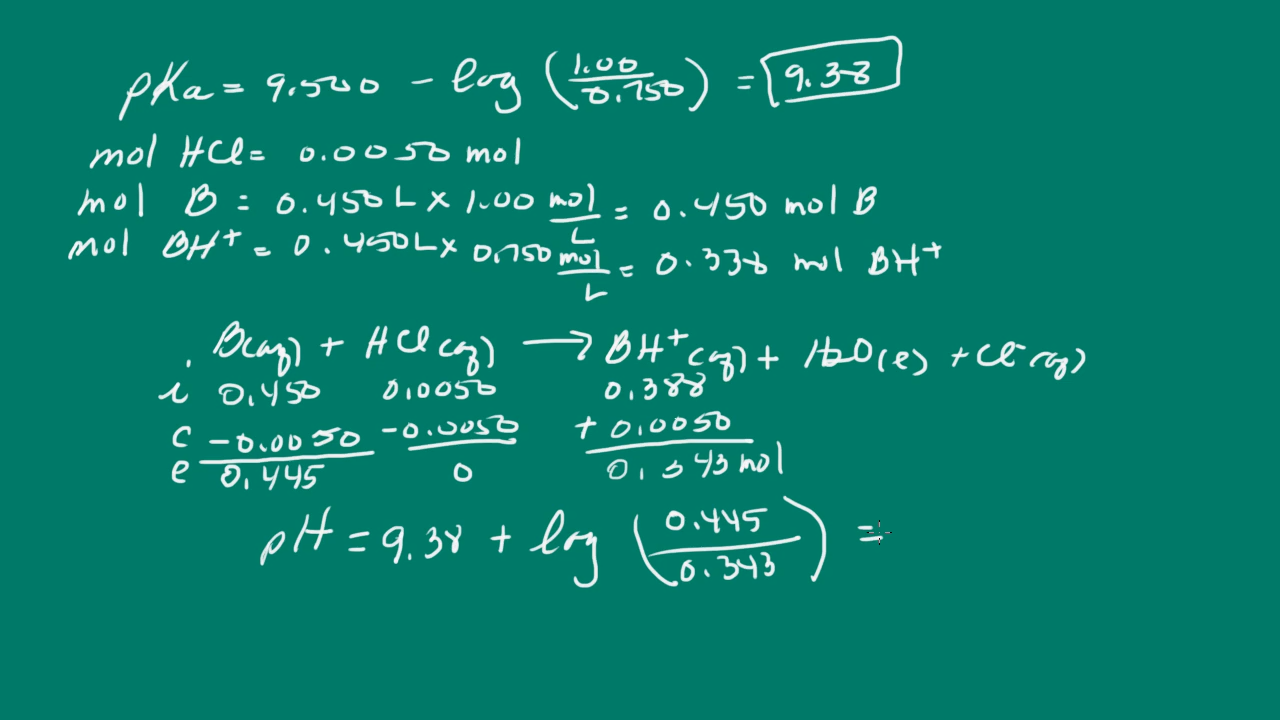 pKa = 9.500 - log (1.00/0.750) = 9.38
mol HCl = 0.0050 mol
mol B = 0.450 L x 1.00 mol/L = 0.450 mol B
mol BH+ = 0.450L x 0.750 mol/L = 0.338 mol BH+
B(aq) + HCl(aq) → BH+(aq) + H2O(l) + Cl-(aq)
i 0.450 0.0050 0.388
c -0.0050 -0.0050 + 0.0050
e 0.445 0 0.343 mol
pH = 9.38 + log (0.445/0.343) =